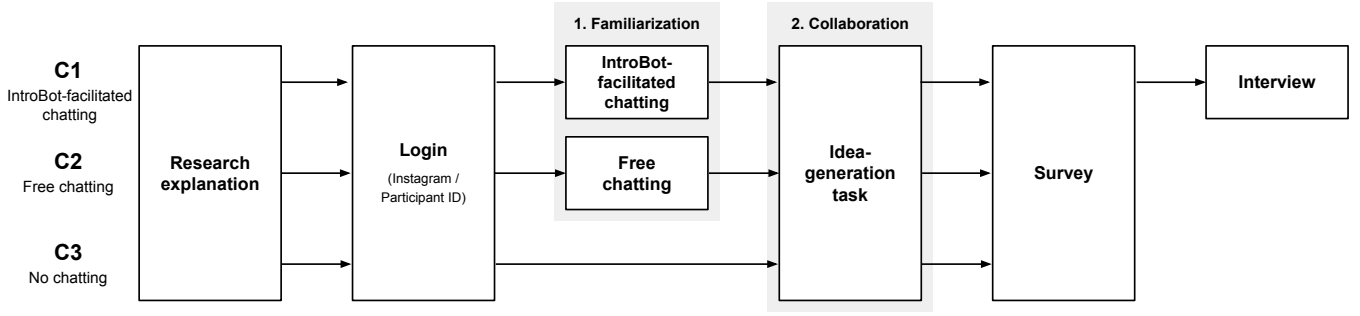 1. Familiarization
2. Collaboration
C1
IntroBot-facilitated
chatting
C2
Free chatting
C3
No chatting
Research
explanation
Login
(Instagram /
Participant ID)
IntroBot-
facilitated
chatting
Free
chatting
Idea-
generation
task
Survey
Interview